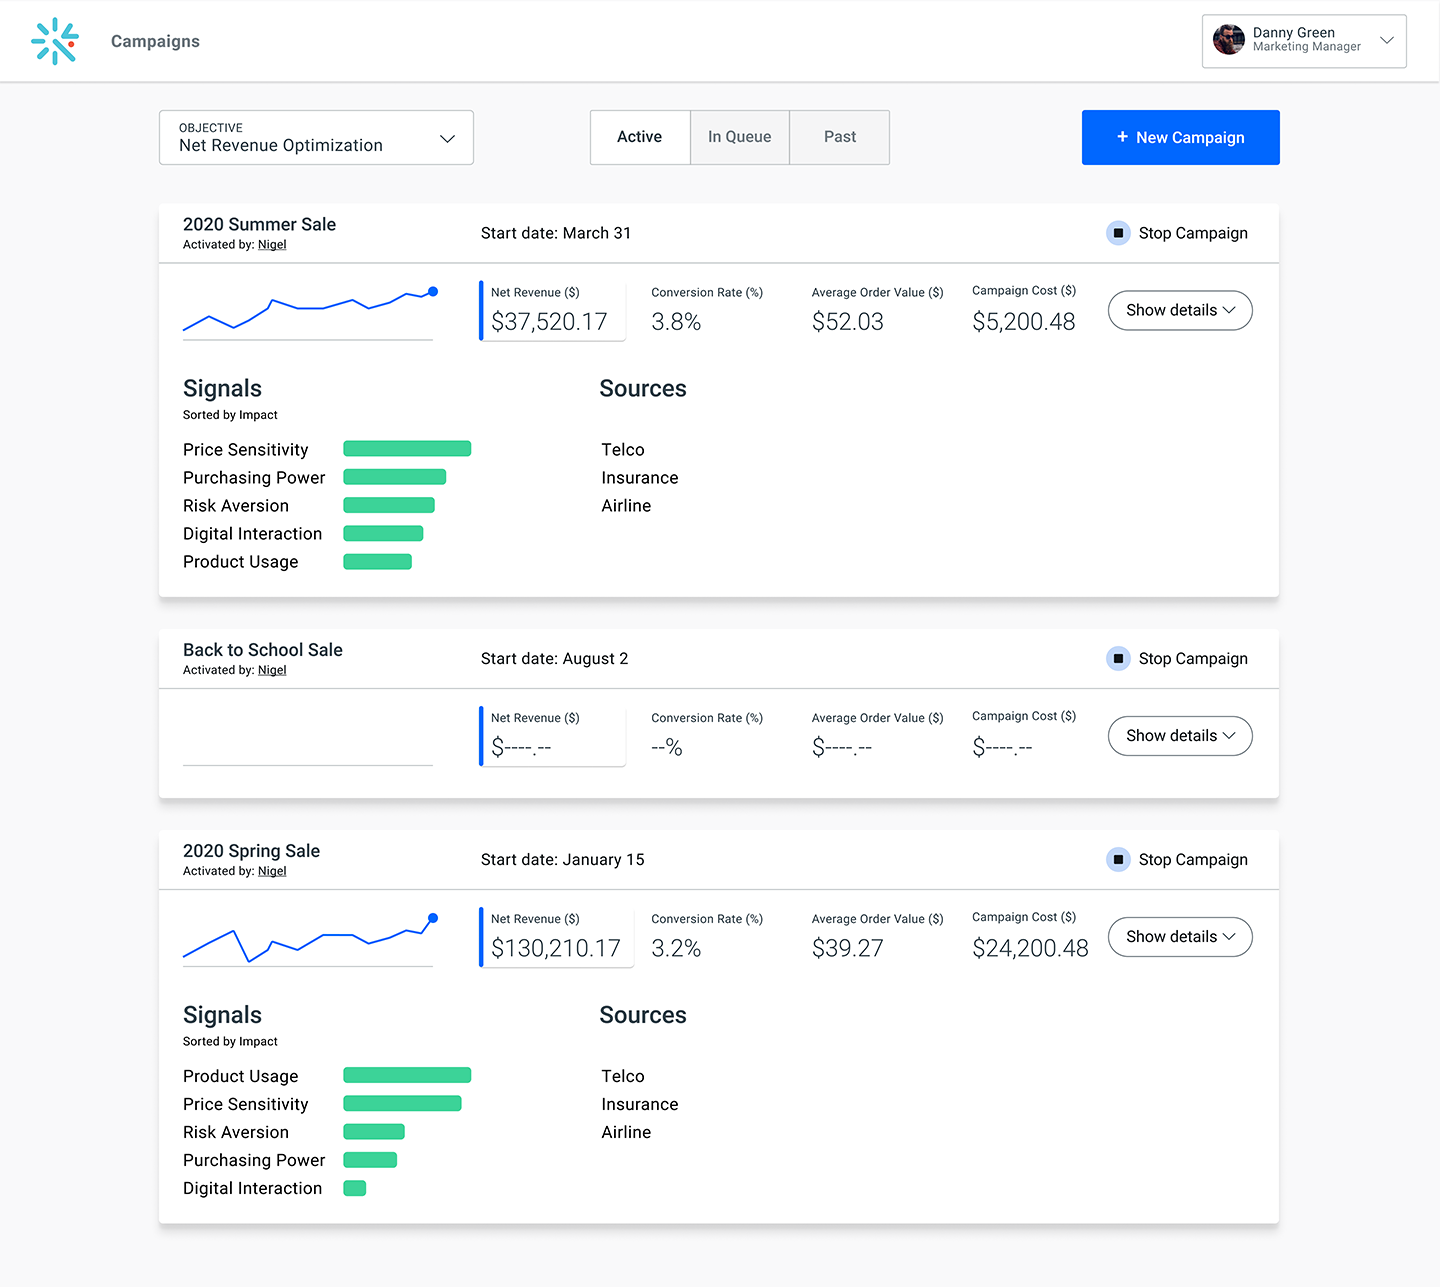 Campaigns
Danny Green
Marketing Manager
OBJECTIVE
Net Revenue Optimization
Active
In Queue
Past
+ New Campaign
2020 Summer Sale
Activated by: Nigel
Start date: March 31
Stop Campaign
Net Revenue ($)
$37,520.17
Conversion Rate (%)
3.8%
Average Order Value ($)
$52.03
Campaign Cost ($)
$5,200.48
Show details
Signals
Sorted by Impact
Price Sensitivity
Purchasing Power
Risk Aversion
Digital Interaction
Product Usage
Sources
Telco
Insurance
Airline
Back to School Sale
Activated by: Nigel
Start date: August 2
Stop Campaign
Net Revenue ($)
$----.--
Conversion Rate (%)
--%
Average Order Value ($)
$----.--
Campaign Cost ($)
$----.--
Show details
2020 Spring Sale
Activated by: Nigel
Start date: January 15
Stop Campaign
Net Revenue ($)
$130,210.17
Conversion Rate (%)
3.2%
Average Order Value ($)
$39.27
Campaign Cost ($)
$24,200.48
Show details
Signals
Sorted by Impact
Product Usage
Price Sensitivity
Risk Aversion
Purchasing Power
Digital Interaction
Sources
Telco
Insurance
Airline